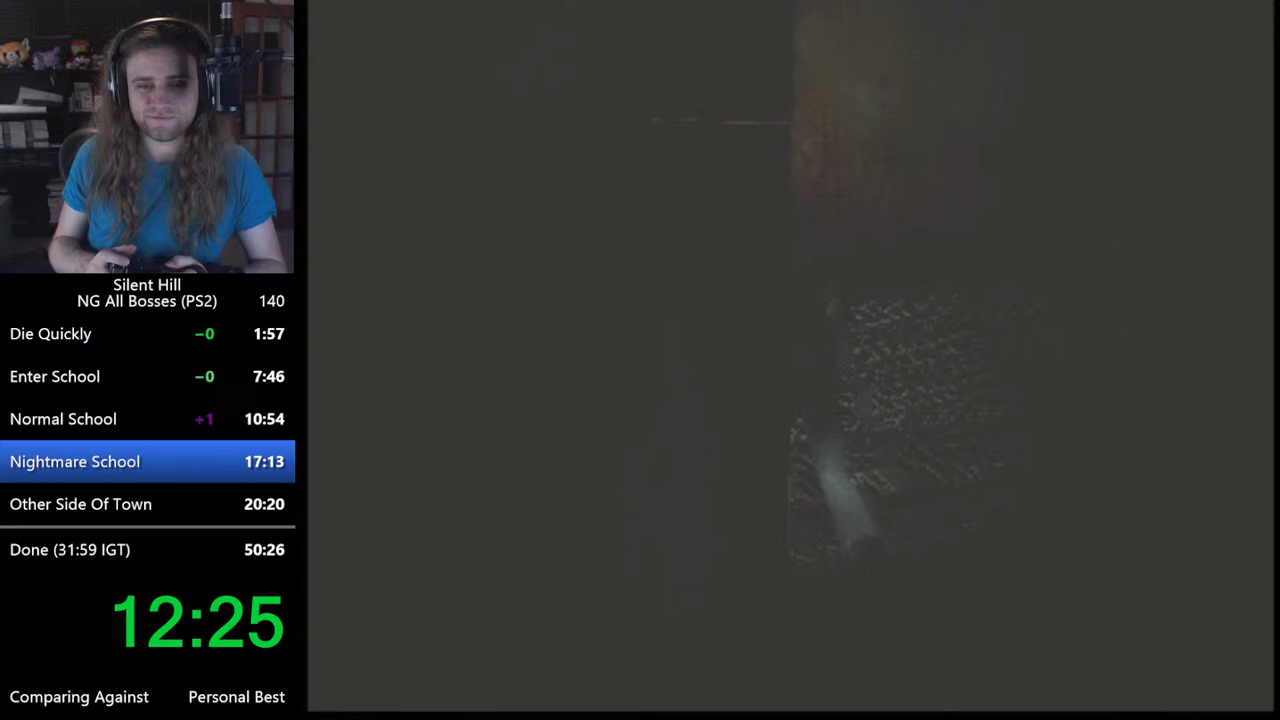 Silent Hill
NG All Bosses (PS2) 140
Die Quickly -0 1:57
Enter School -0 7:46
Normal School +1 10:54
Nightmare School 17:13
Other Side Of Town 20:20
Done (31:59 IGT) 50:26
12:25
Comparing Against Personal Best